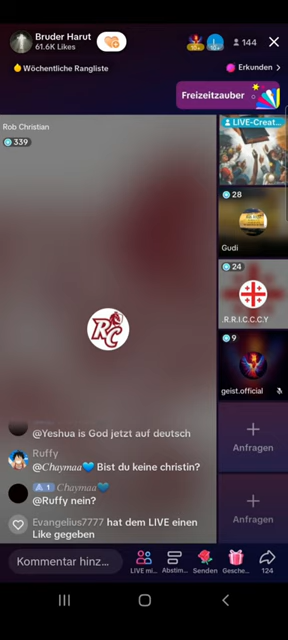 Bruder Harut
61.6K Likes
144
Wöchentliche Rangliste
Erkunden >
Freizeitzauber
Rob Christian
339
RC
LIVE-Creat...
28
Gudi
24
.R.R.I.C.C.C.Y
9
geist.official
+
Anfragen
+
Anfragen
@Yeshua is God jetzt auf deutsch
Ruffy
@Chaymaa💙 Bist du keine christin?
1 Chaymaa💙
@Ruffy nein?
Evangelius7777 hat dem LIVE einen
Like gegeben
Kommentar hinz...
LIVE mi...
Abstim...
Senden
Gesche...
124